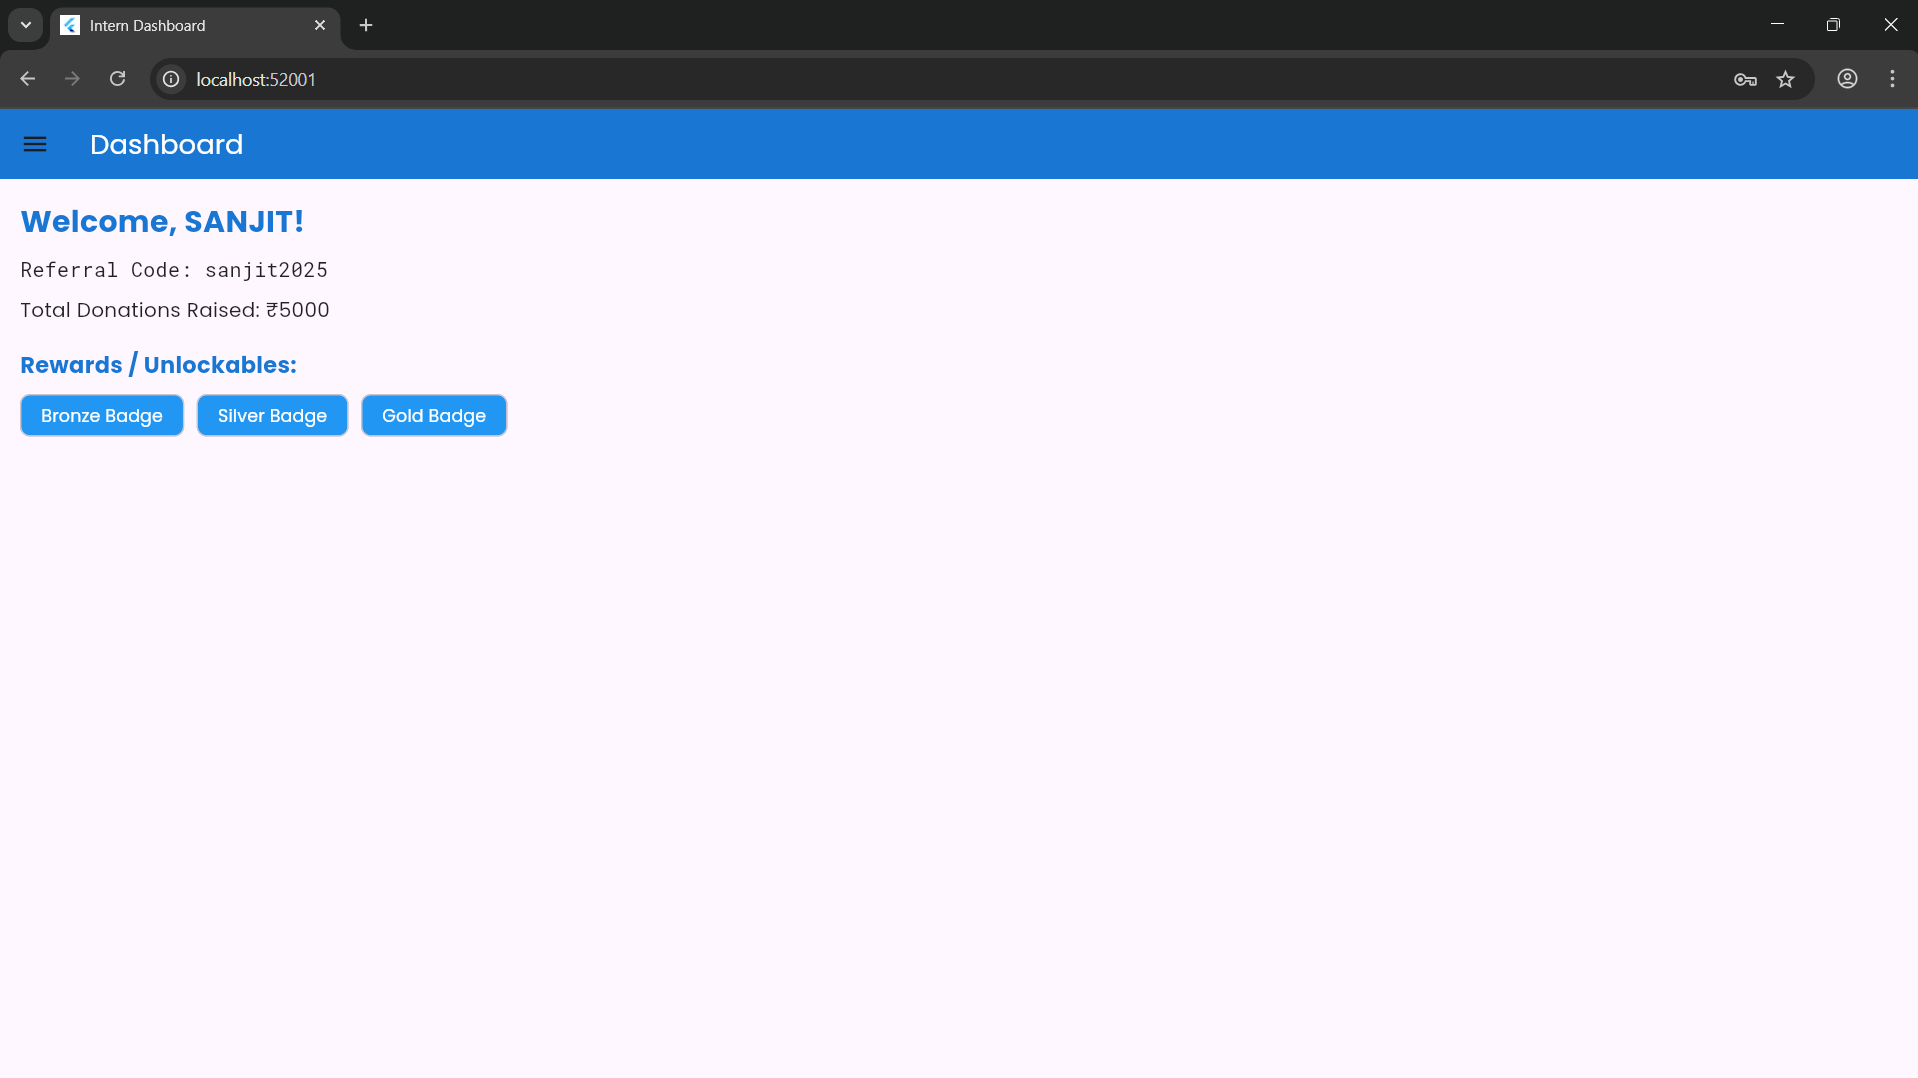 Intern Dashboard
localhost:52001
Dashboard
Welcome, SANJIT!
Referral Code: sanjit2025
Total Donations Raised: ₹5000
Rewards / Unlockables:
Bronze Badge Silver Badge Gold Badge